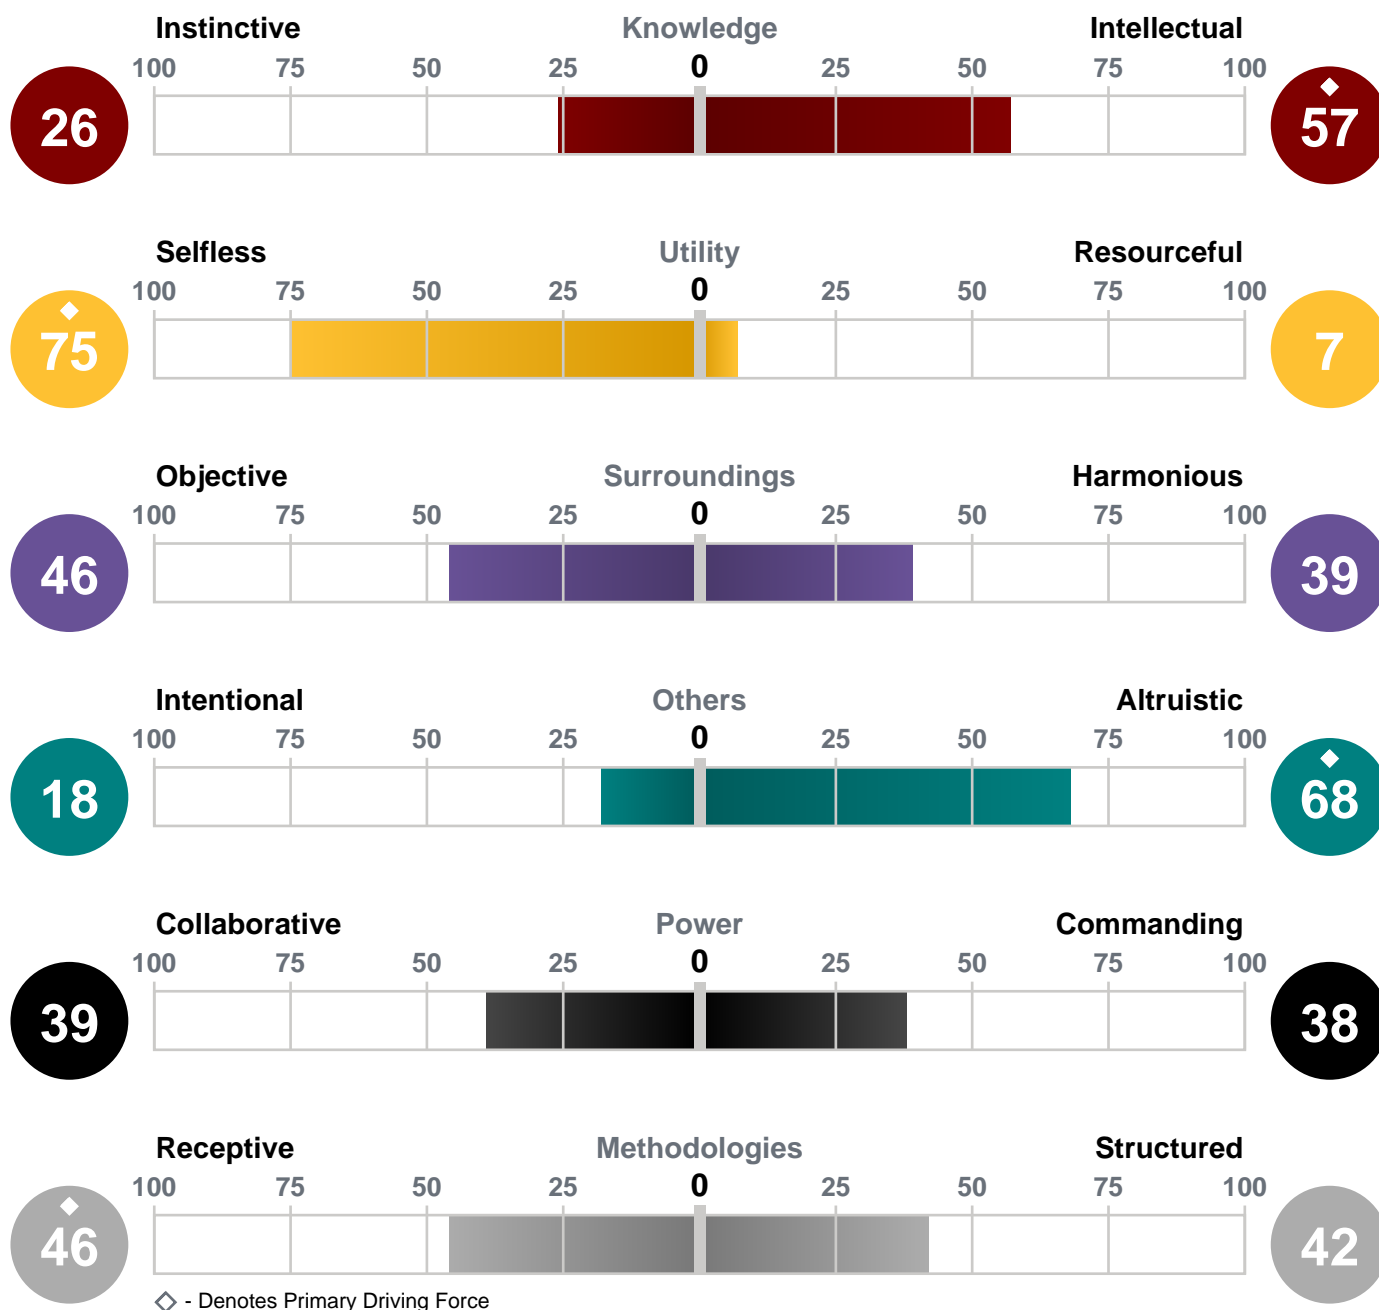 Instinctive Knowledge Intellectual
100 75 50 25 0 25 50 75 100
26 57
Selfless Utility Resourceful
100 75 50 25 0 25 50 75 100
75 7
Objective Surroundings Harmonious
100 75 50 25 0 25 50 75 100
46 39
Intentional Others Altruistic
100 75 50 25 0 25 50 75 100
18 68
Collaborative Power Commanding
100 75 50 25 0 25 50 75 100
39 38
Receptive Methodologies Structured
100 75 50 25 0 25 50 75 100
46 42
◇ - Denotes Primary Driving Force